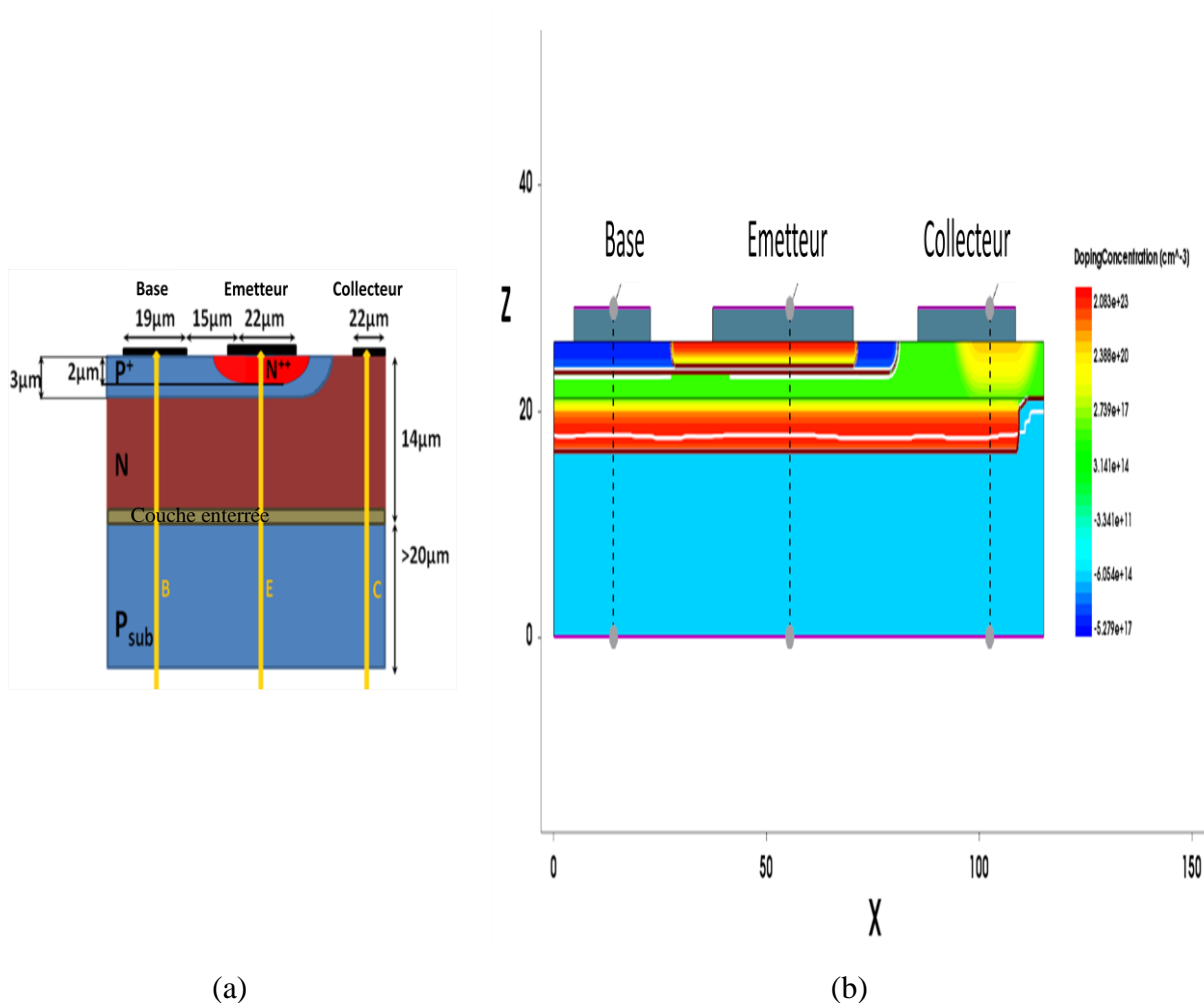 Base Emetteur Collecteur
19μm 15μm 22μm 22μm
3μm
2μm
P+
N++
14μm
N
Couche enterrée
>20μm
B
E
C
Psub
(a)
Z
40
20
0
Base Emetteur Collecteur
DopingConcentration (cm^-3)
2.083e+23
2.388e+20
2.739e+17
3.141e+14
-3.341e+11
-6.054e+14
-5.279e+17
0 50 100 150
X
(b)